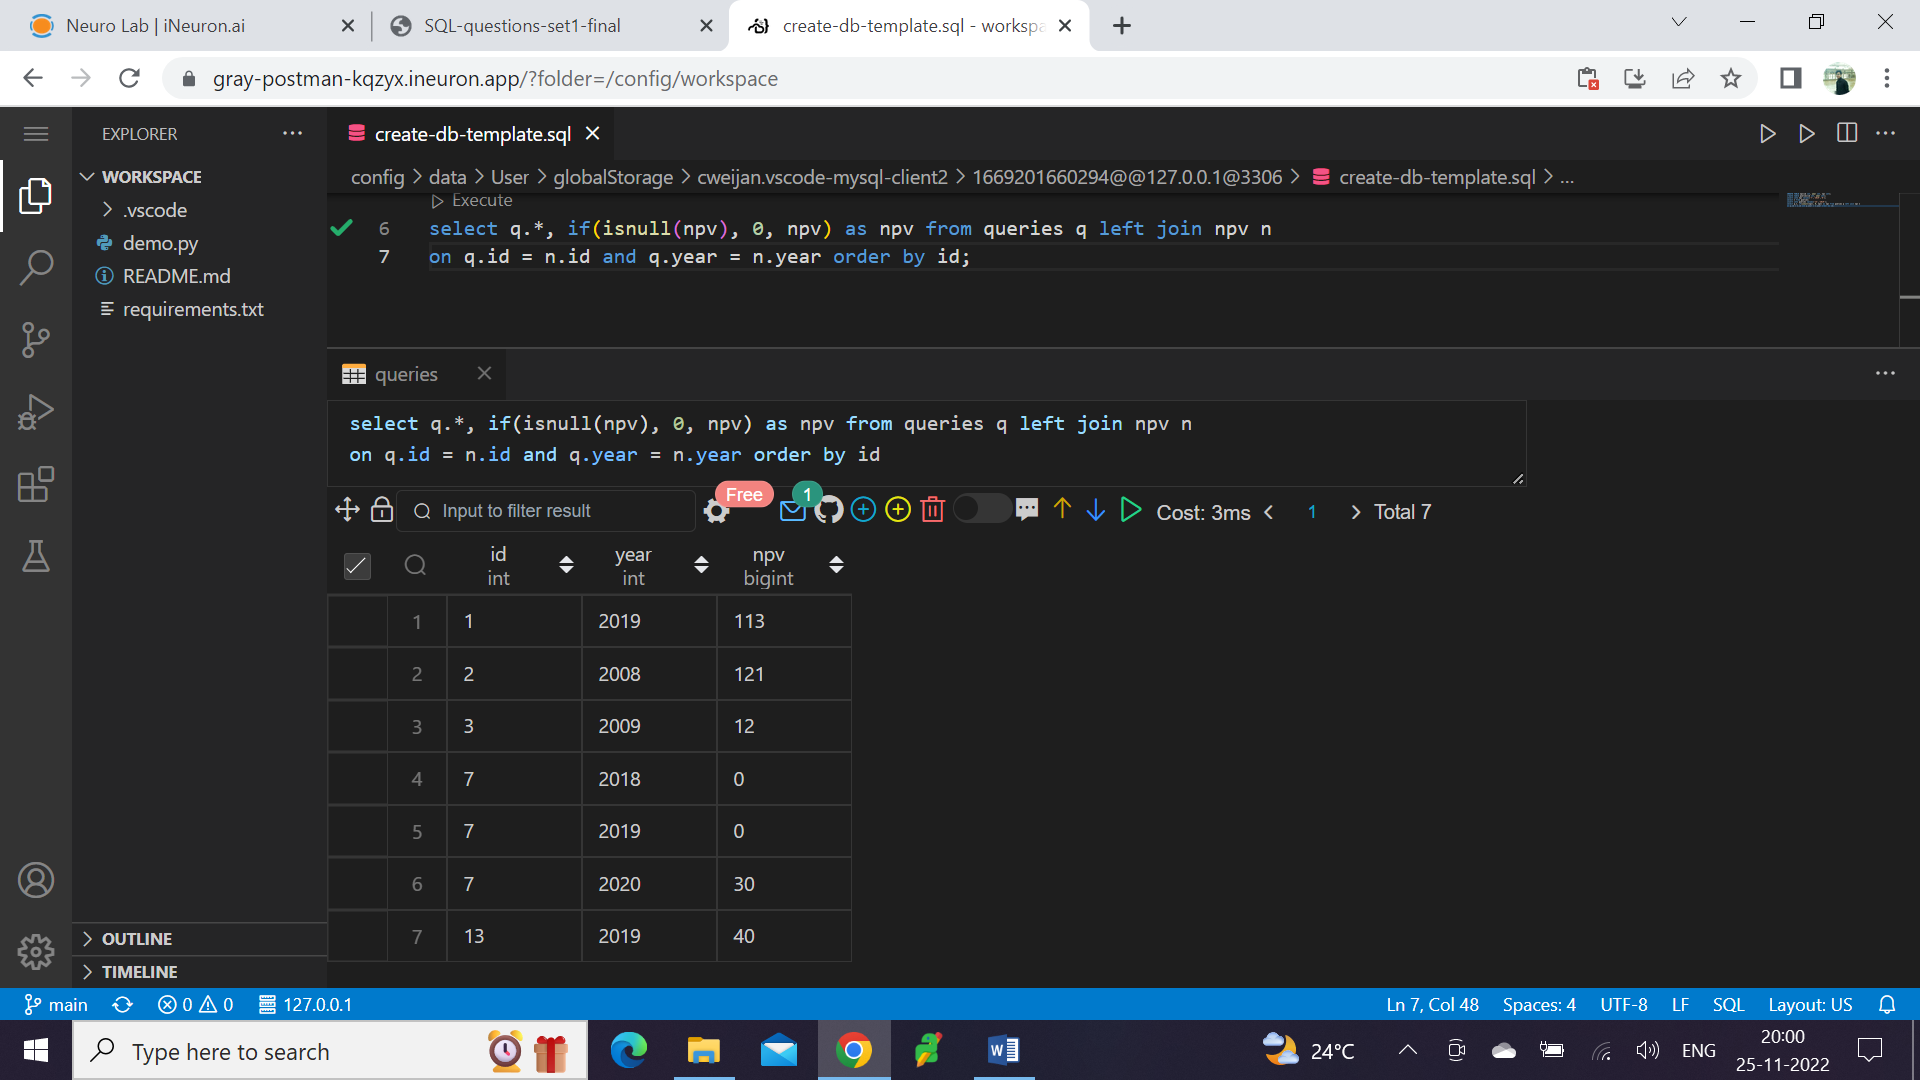 Neuro Lab | iNeuron.ai
SQL-questions-set1-final
create-db-template.sql - workspa
gray-postman-kqzyx.ineuron.app/?folder=/config/workspace
EXPLORER
create-db-template.sql
WORKSPACE
config > data > User > globalStorage > cweijan.vscode-mysql-client2 > 1669201660294@@127.0.0.1@3306 > create-db-template.sql > ...
.vscode
demo.py
README.md
requirements.txt
Execute
6 select q.*, if(isnull(npv), 0, npv) as npv from queries q left join npv n
7 on q.id = n.id and q.year = n.year order by id;
queries
select q.*, if(isnull(npv), 0, npv) as npv from queries q left join npv n
on q.id = n.id and q.year = n.year order by id
Input to filter result Free 1 Cost: 3ms 1 Total 7
id year npv
int int bigint
1 1 2019 113
2 2 2008 121
3 3 2009 12
4 7 2018 0
5 7 2019 0
6 7 2020 30
7 13 2019 40
OUTLINE
TIMELINE
main 0 0 127.0.0.1 Ln 7, Col 48 Spaces: 4 UTF-8 LF SQL Layout: US
Type here to search 24°C ENG 20:00
25-11-2022